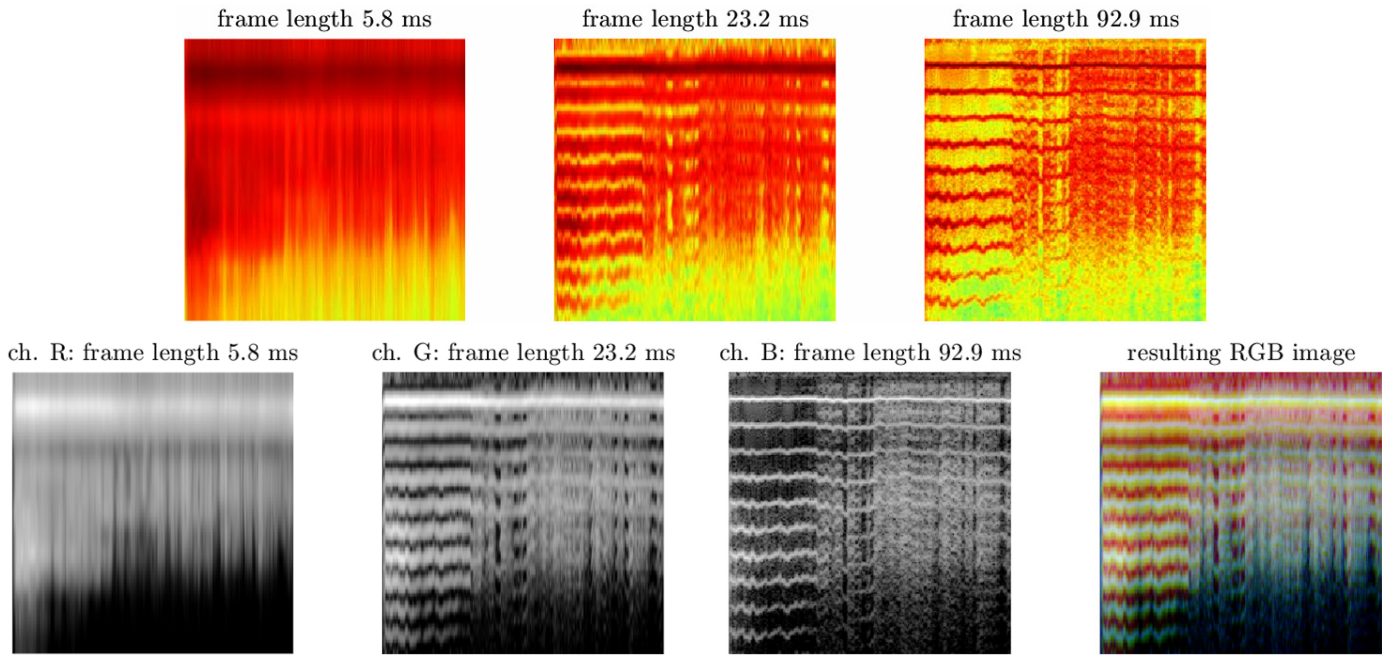 frame length 5.8 ms
frame length 23.2 ms
frame length 92.9 ms
ch. R: frame length 5.8 ms
ch. G: frame length 23.2 ms
ch. B: frame length 92.9 ms
resulting RGB image